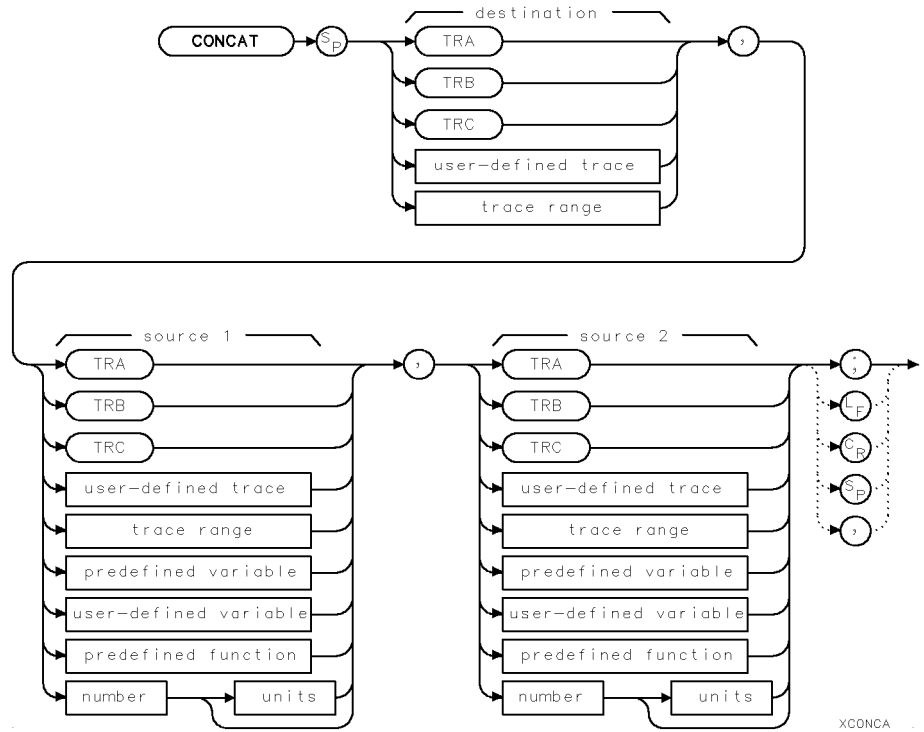 destination
CONCAT SP TRA ,
TRB
TRC
user-defined trace
trace range
source 1 source 2
TRA , TRA ;
TRB TRB LF
TRC TRC CR
user-defined trace user-defined trace SP
trace range trace range ,
predefined variable predefined variable
user-defined variable user-defined variable
predefined function predefined function
number units number units
XCONCA